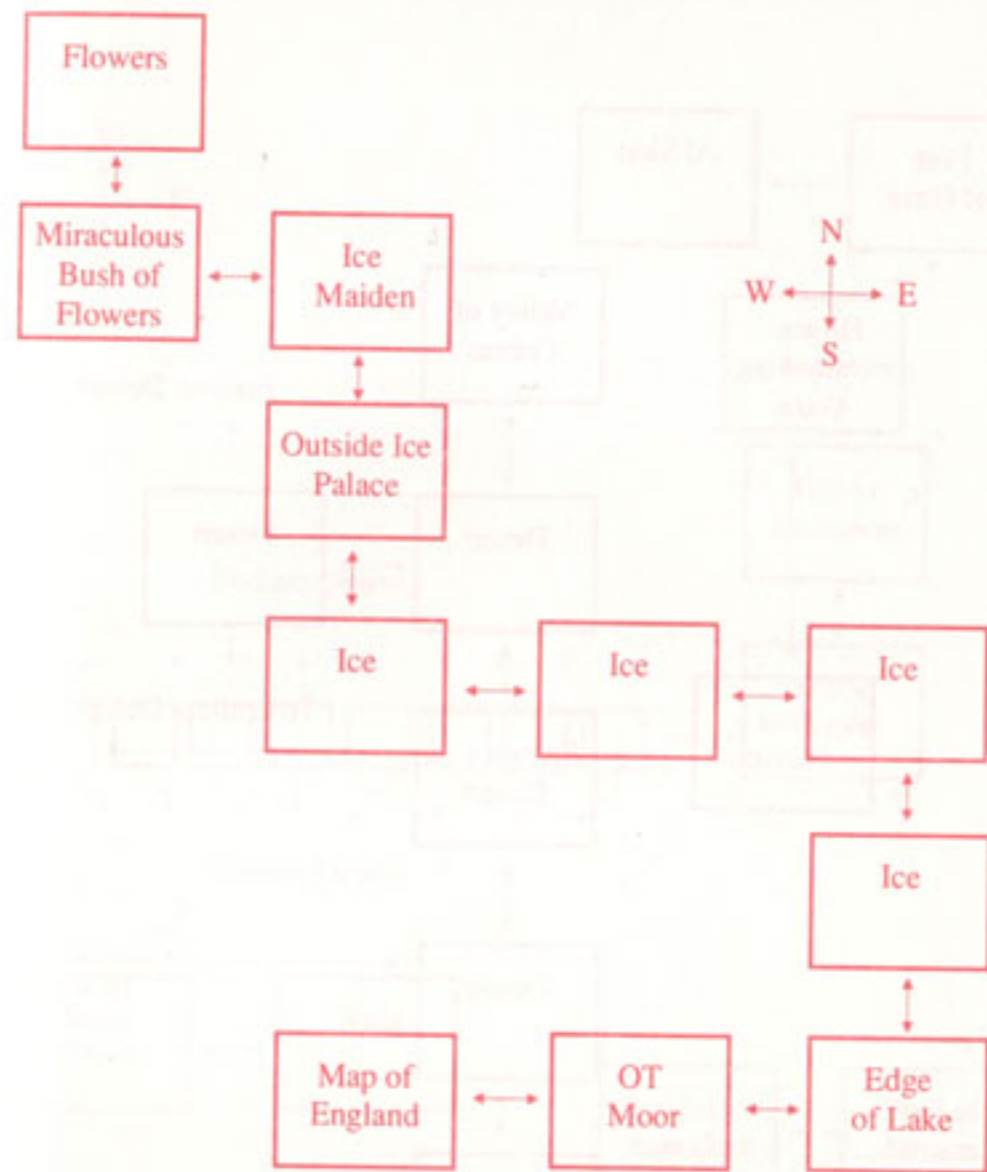 Flowers
Miraculous
Bush of
Flowers
Ice
Maiden
N
W
E
S
Outside Ice
Palace
Ice
Ice
Ice
Ice
Map of
England
OT
Moor
Edge
of Lake